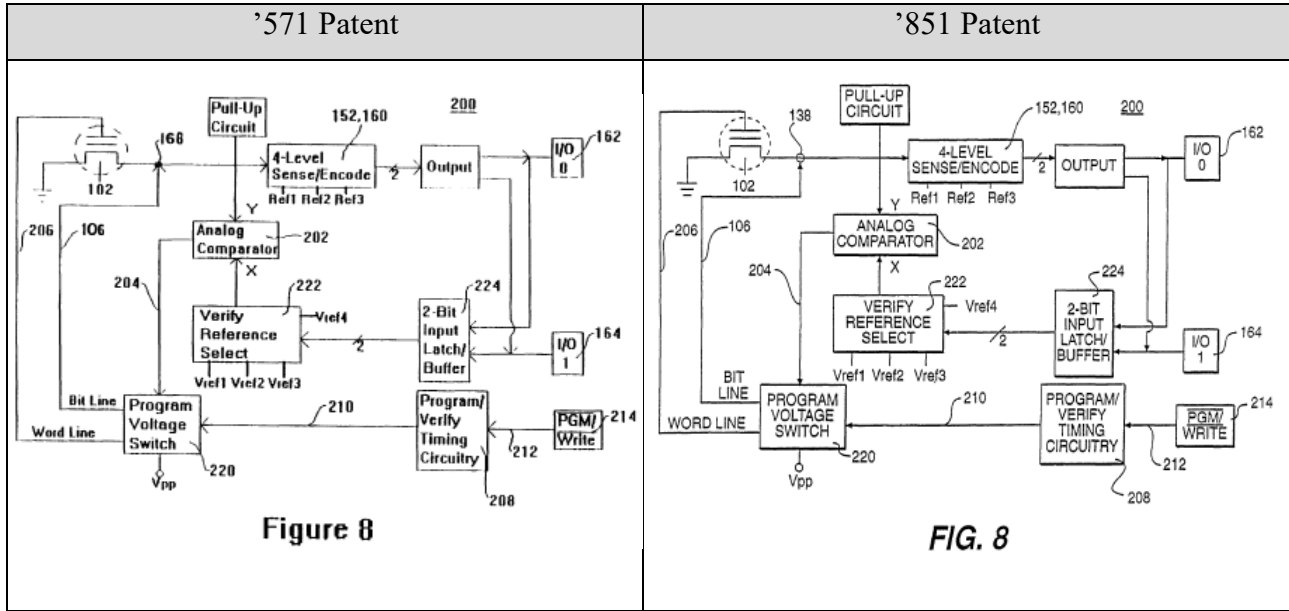 ’571 Patent
’851 Patent
Pull-Up
Circuit
200
152,160
162
168
4-Level
Sense/Encode
2
Output
I/O
0
102
Ref1 Ref2 Ref3
Y
206
106
Analog
Comparator
202
X
204
222
224
Verify
Reference
Select
Vref4
2
2-Bit
Input
Latch/
Buffer
I/O
1
164
Vref1 Vref2 Vref3
Bit Line
Word Line
Program
Voltage
Switch
210
Program/
Verify
Timing
Circuitry
212
PGM/
Write
214
220
Vpp
208
Figure 8
PULL-UP
CIRCUIT
200
152,160
162
138
4-LEVEL
SENSE/ENCODE
2
OUTPUT
I/O
0
102
Ref1 Ref2 Ref3
Y
206
106
ANALOG
COMPARATOR
202
X
204
222
224
VERIFY
REFERENCE
SELECT
Vref4
2
2-BIT
INPUT
LATCH/
BUFFER
I/O
1
164
Vref1 Vref2 Vref3
BIT
LINE
WORD LINE
PROGRAM
VOLTAGE
SWITCH
210
PROGRAM/
VERIFY
TIMING
CIRCUITRY
212
PGM/
WRITE
214
220
Vpp
208
FIG. 8